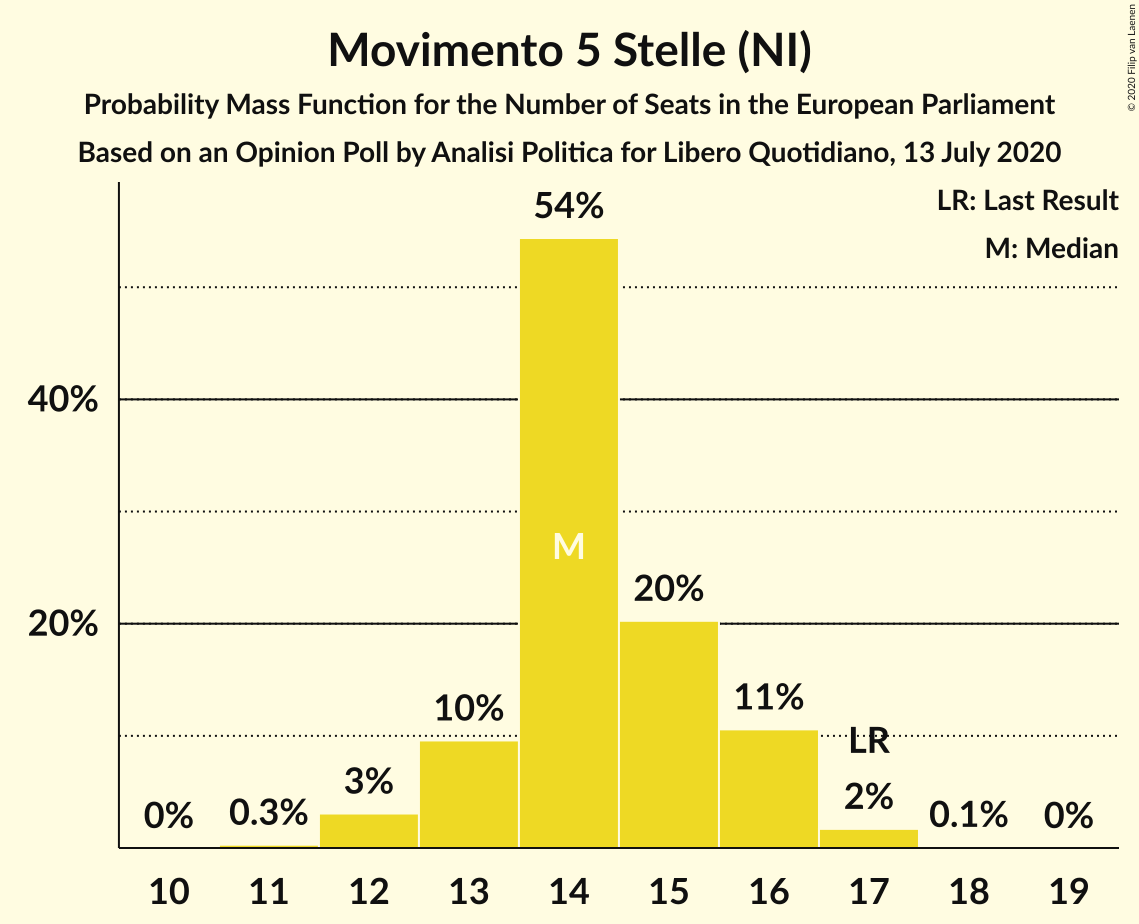 Movimento 5 Stelle (NI)
Probability Mass Function for the Number of Seats in the European Parliament
Based on an Opinion Poll by Analisi Politica for Libero Quotidiano, 13 July 2020
© 2020 Filip van Laenen
LR: Last Result
M: Median
54%
40%
M
20%
20%
10%
11%
LR
3%
2%
0%
0.3%
0.1%
0%
10 11 12 13 14 15 16 17 18 19